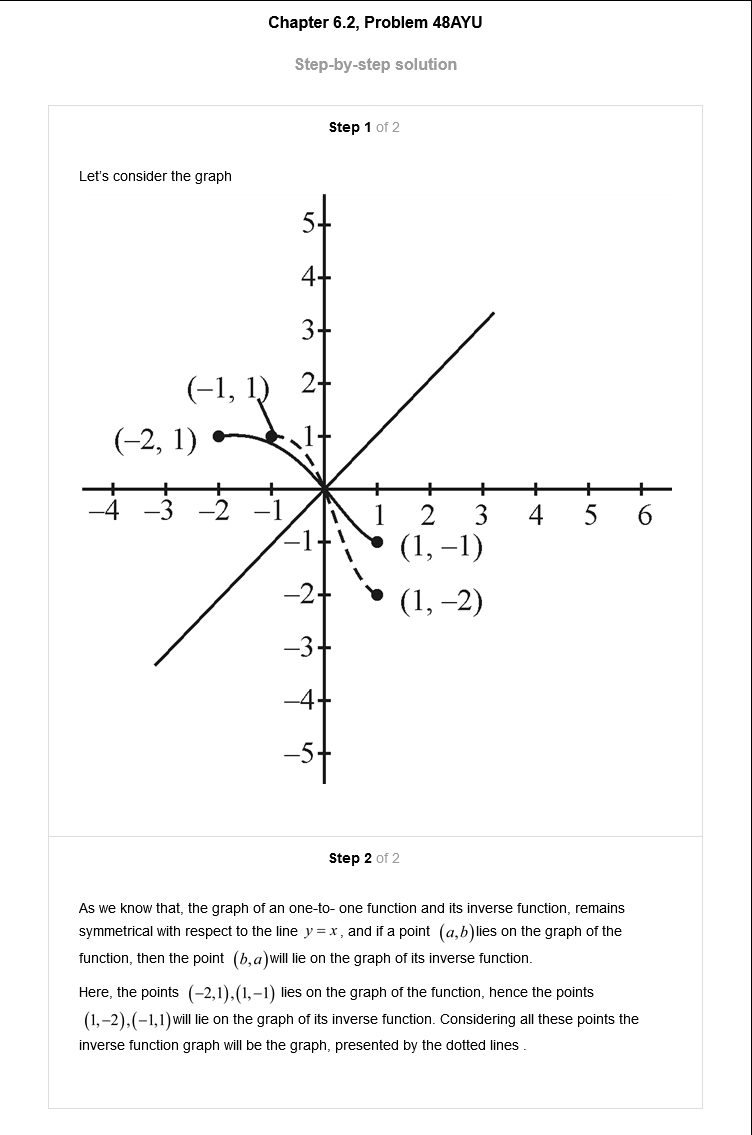 Chapter 6.2, Problem 48AYU
Step-by-step solution
Step 1 of 2
Let's consider the graph
5
4
3
(−1, 1) 2
(−2, 1) 1
−4 −3 −2 −1 1 2 3 4 5 6
−1 (1, −1)
−2 (1, −2)
−3
−4
−5
Step 2 of 2
As we know that, the graph of an one-to- one function and its inverse function, remains
symmetrical with respect to the line y = x, and if a point (a,b)lies on the graph of the
function, then the point (b,a)will lie on the graph of its inverse function.
Here, the points (−2,1),(1,−1) lies on the graph of the function, hence the points
(1,−2),(−1,1)will lie on the graph of its inverse function. Considering all these points the
inverse function graph will be the graph, presented by the dotted lines .